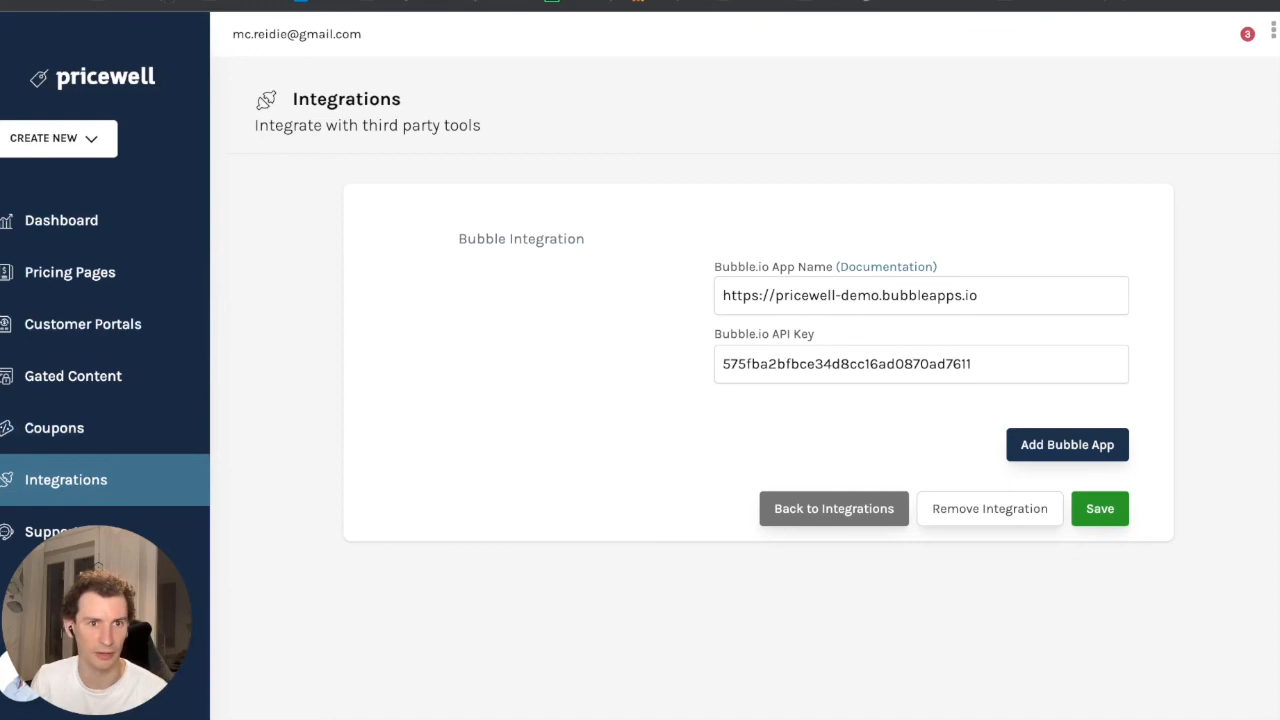 mc.reidie@gmail.com
3
pricewell
CREATE NEW
Integrations
Integrate with third party tools
Dashboard
Pricing Pages
Customer Portals
Gated Content
Coupons
Integrations
Bubble Integration
Bubble.io App Name (Documentation)
https://pricewell-demo.bubbleapps.io
Bubble.io API Key
575fba2bfbce34d8cc16ad0870ad7611
Add Bubble App
Back to Integrations
Remove Integration
Save